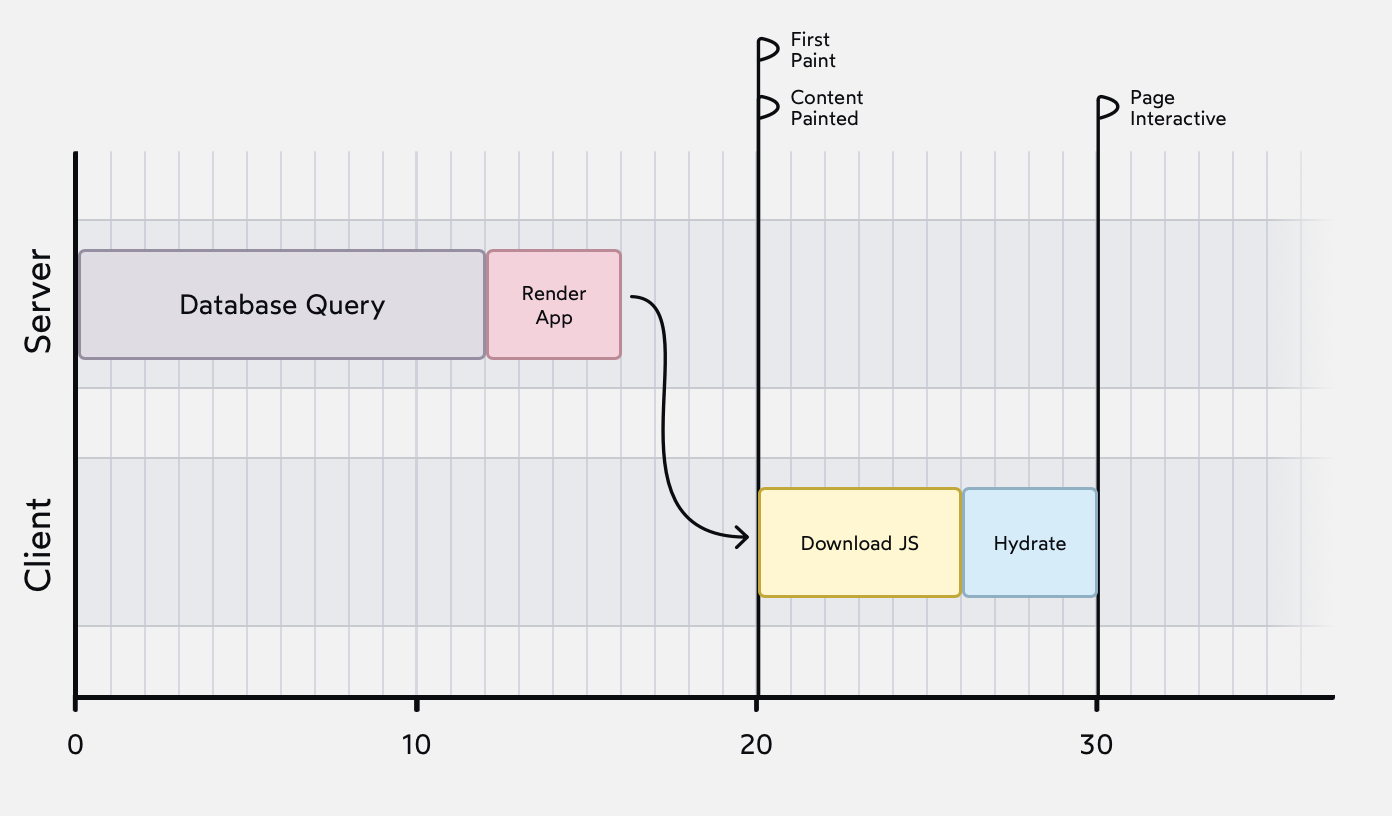 First
Paint
Content
Painted
Page
Interactive
Server
Database Query
Render
App
Client
Download JS
Hydrate
0
10
20
30